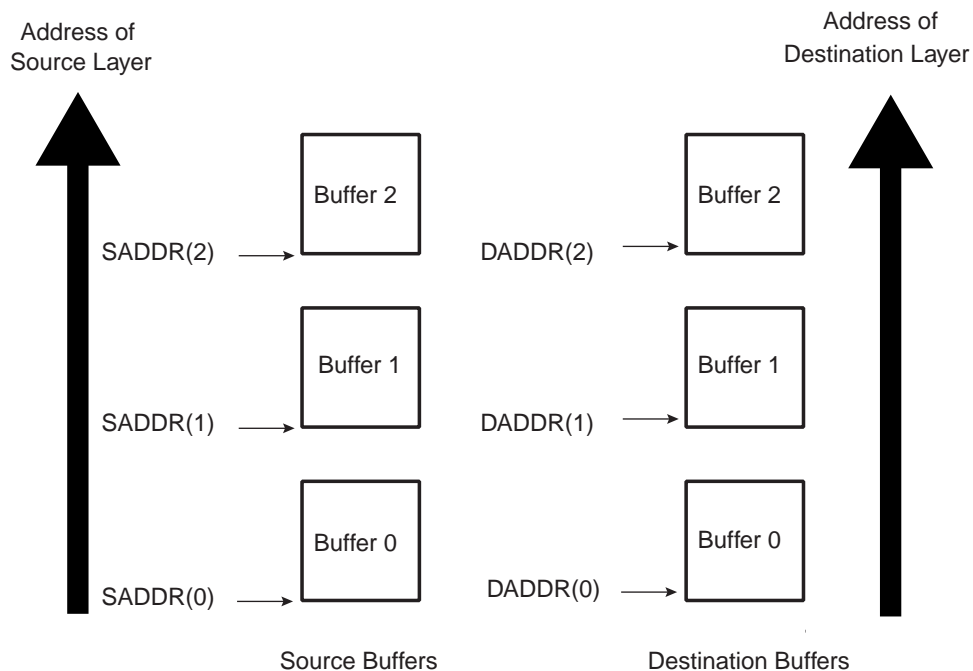 Address of
Source Layer
Address of
Destination Layer
Buffer 2
Buffer 2
SADDR(2)
DADDR(2)
Buffer 1
Buffer 1
SADDR(1)
DADDR(1)
Buffer 0
Buffer 0
SADDR(0)
DADDR(0)
Source Buffers
Destination Buffers